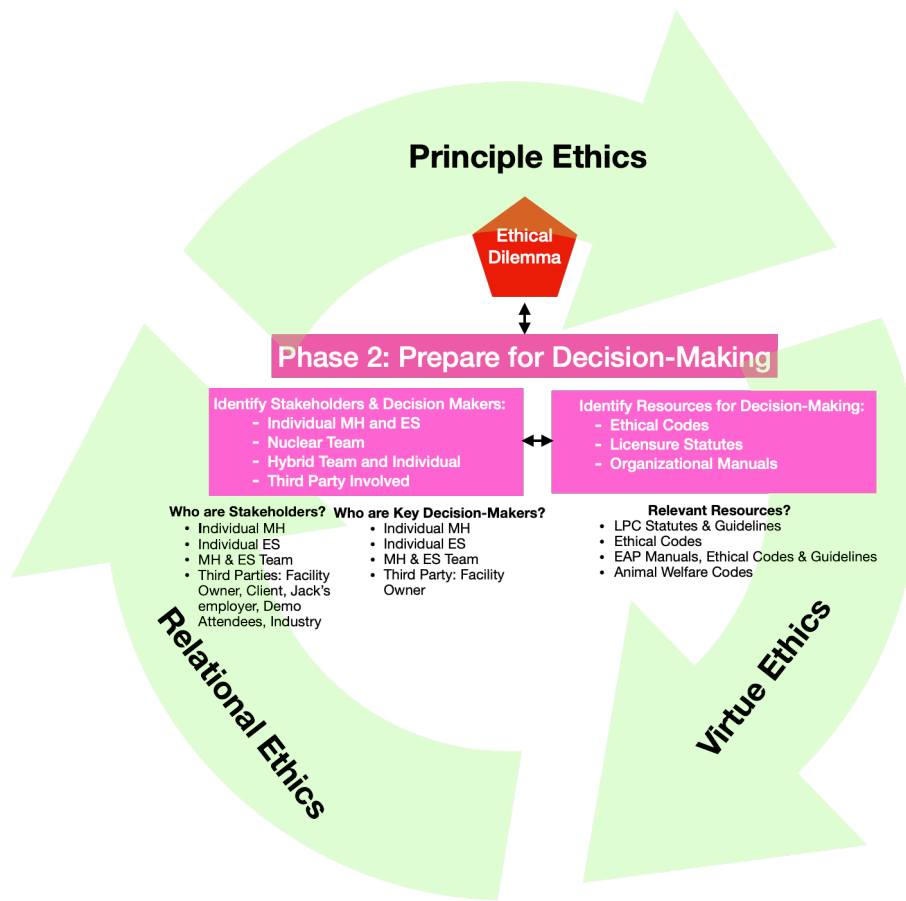 Principle Ethics
Ethical
Dilemma
Phase 2: Prepare for Decision-Making
Identify Stakeholders & Decision Makers:
- Individual MH and ES
- Nuclear Team
- Hybrid Team and Individual
- Third Party Involved
Identify Resources for Decision-Making:
- Ethical Codes
- Licensure Statutes
- Organizational Manuals
Who are Stakeholders?
• Individual MH
• Individual ES
• MH & ES Team
• Third Parties: Facility
Owner, Client, Jack's
employer, Demo
Attendees, Industry
Who are Key Decision-Makers?
• Individual MH
• Individual ES
• MH & ES Team
• Third Party: Facility
Owner
Relevant Resources?
• LPC Statutes & Guidelines
• Ethical Codes
• EAP Manuals, Ethical Codes & Guidelines
• Animal Welfare Codes
Virtue Ethics
Relational Ethics